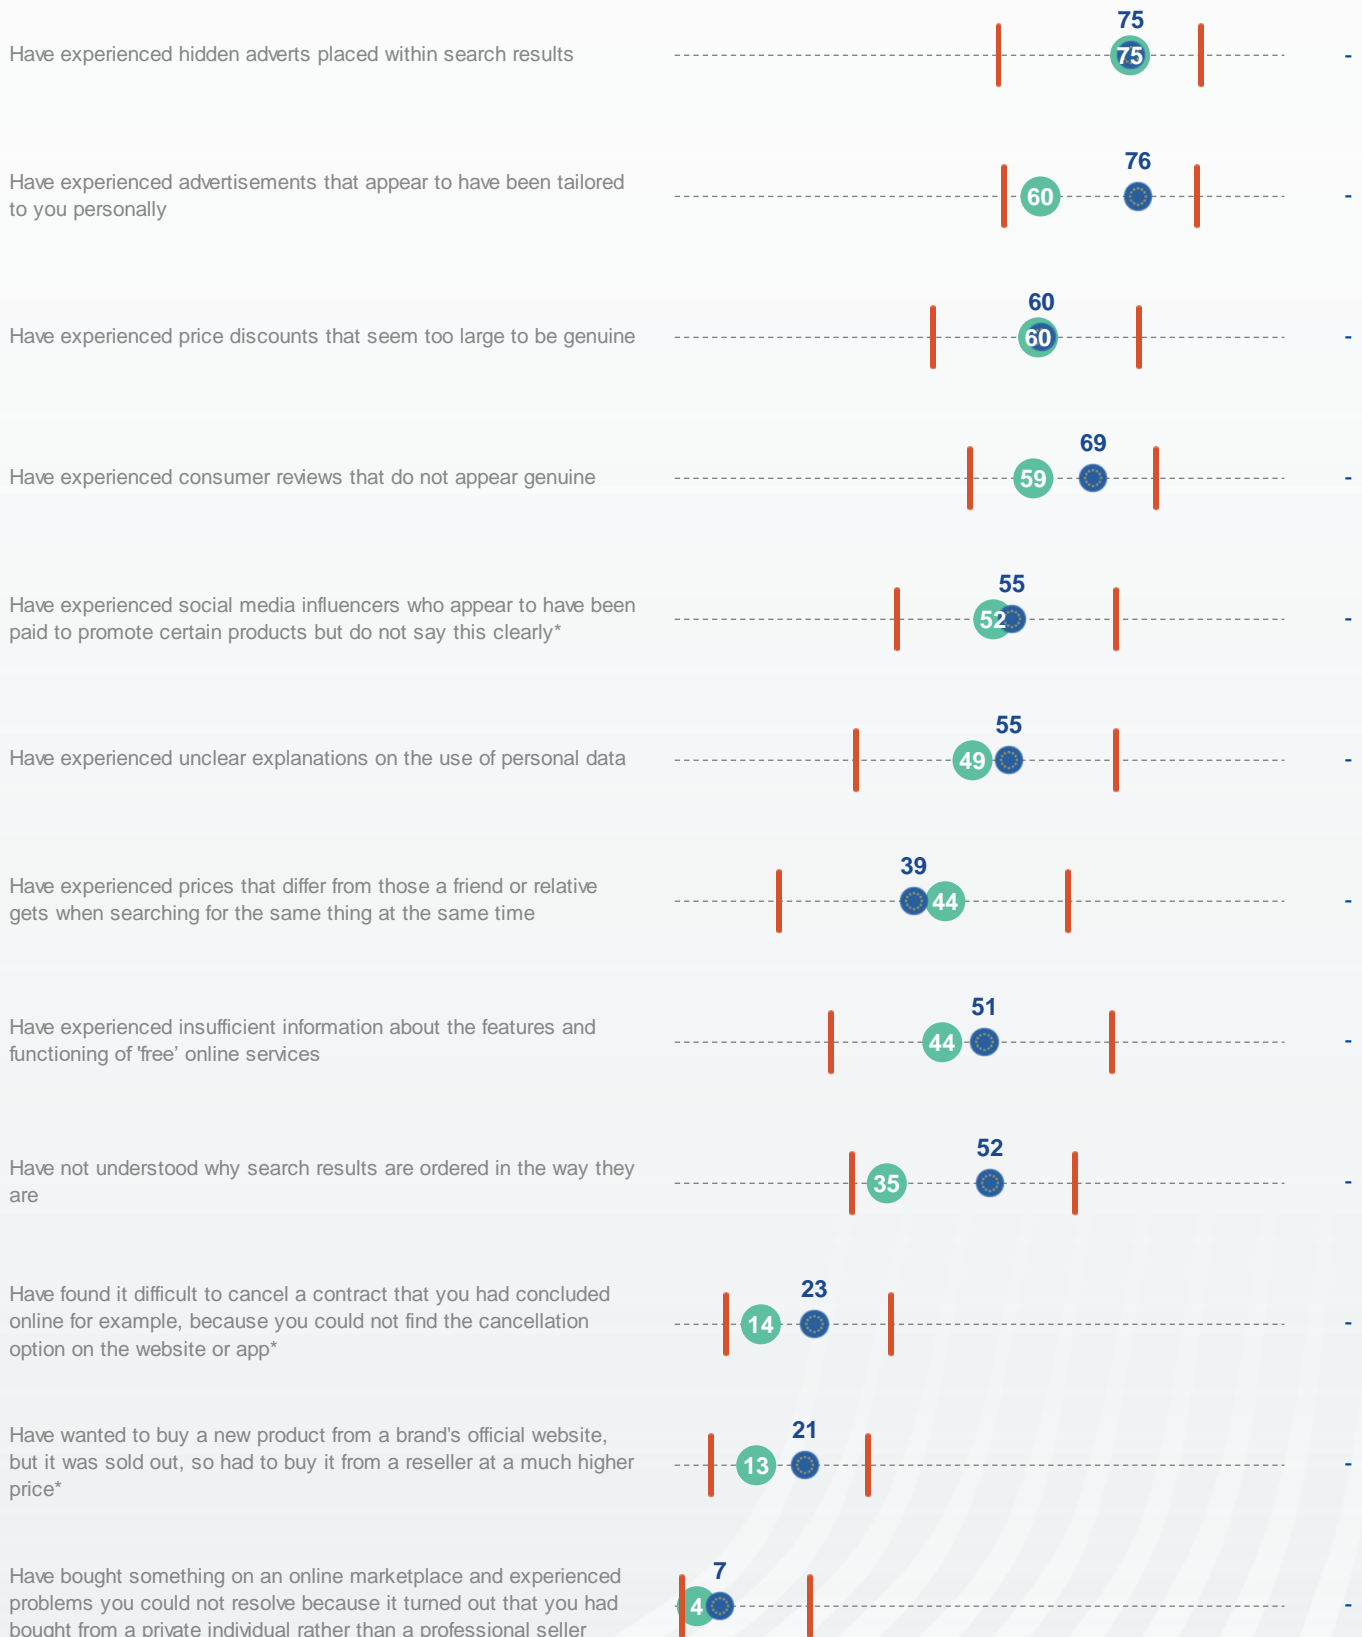 75
Have experienced hidden adverts placed within search results
75
-
76
Have experienced advertisements that appear to have been tailored
to you personally
60
-
60
Have experienced price discounts that seem too large to be genuine
60
-
69
Have experienced consumer reviews that do not appear genuine
59
-
55
Have experienced social media influencers who appear to have been
paid to promote certain products but do not say this clearly*
52
-
55
Have experienced unclear explanations on the use of personal data
49
-
39
Have experienced prices that differ from those a friend or relative
gets when searching for the same thing at the same time
44
-
51
Have experienced insufficient information about the features and
functioning of 'free’ online services
44
-
52
Have not understood why search results are ordered in the way they
are
35
-
23
Have found it difficult to cancel a contract that you had concluded
online for example, because you could not find the cancellation
option on the website or app*
14
-
21
Have wanted to buy a new product from a brand's official website,
but it was sold out, so had to buy it from a reseller at a much higher
price*
13
-
7
Have bought something on an online marketplace and experienced
problems you could not resolve because it turned out that you had
bought from a private individual rather than a professional seller
4
-